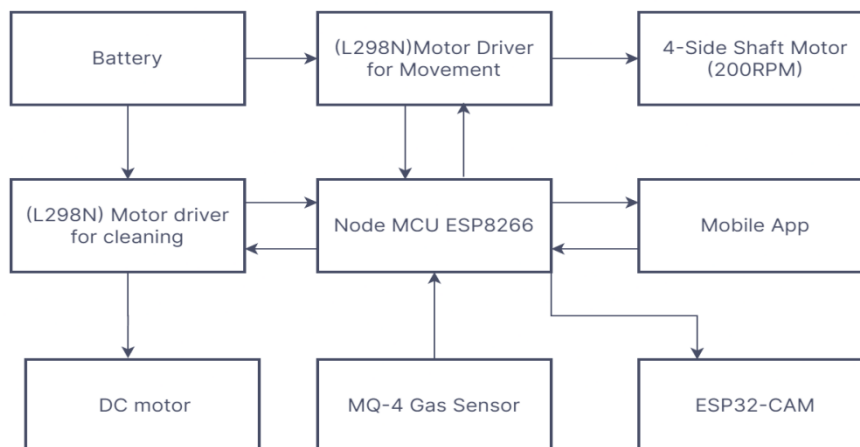 Battery
(L298N)Motor Driver
for Movement
4-Side Shaft Motor
(200RPM)
(L298N) Motor driver
for cleaning
Node MCU ESP8266
Mobile App
DC motor
MQ-4 Gas Sensor
ESP32-CAM